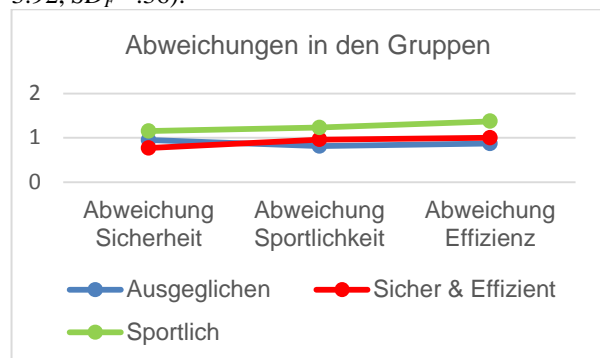 Abweichungen in den Gruppen
2
1
0
Abweichung Sicherheit
Abweichung Sportlichkeit
Abweichung Effizienz
Ausgeglichen
Sicher & Effizient
Sportlich